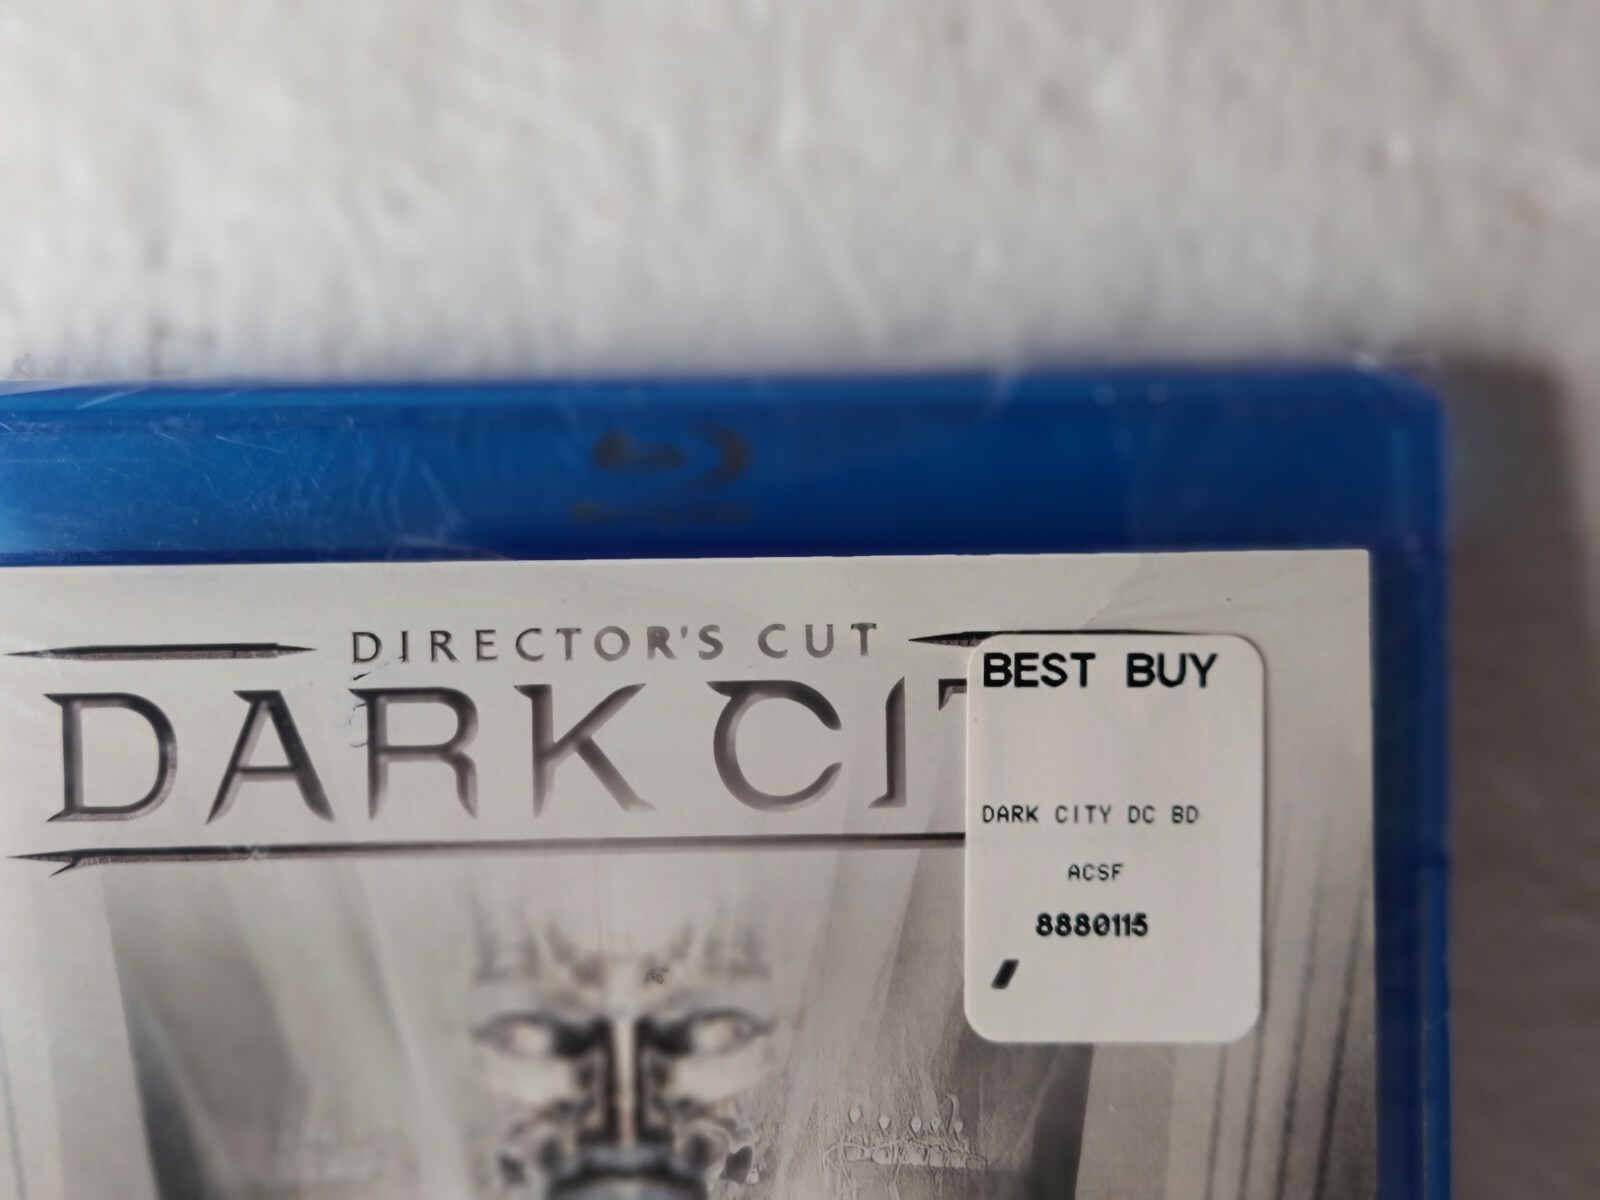 DIRECTOR'S CUT
DARK CIT
BEST BUY
DARK CITY DC BD
ACSF
8880115